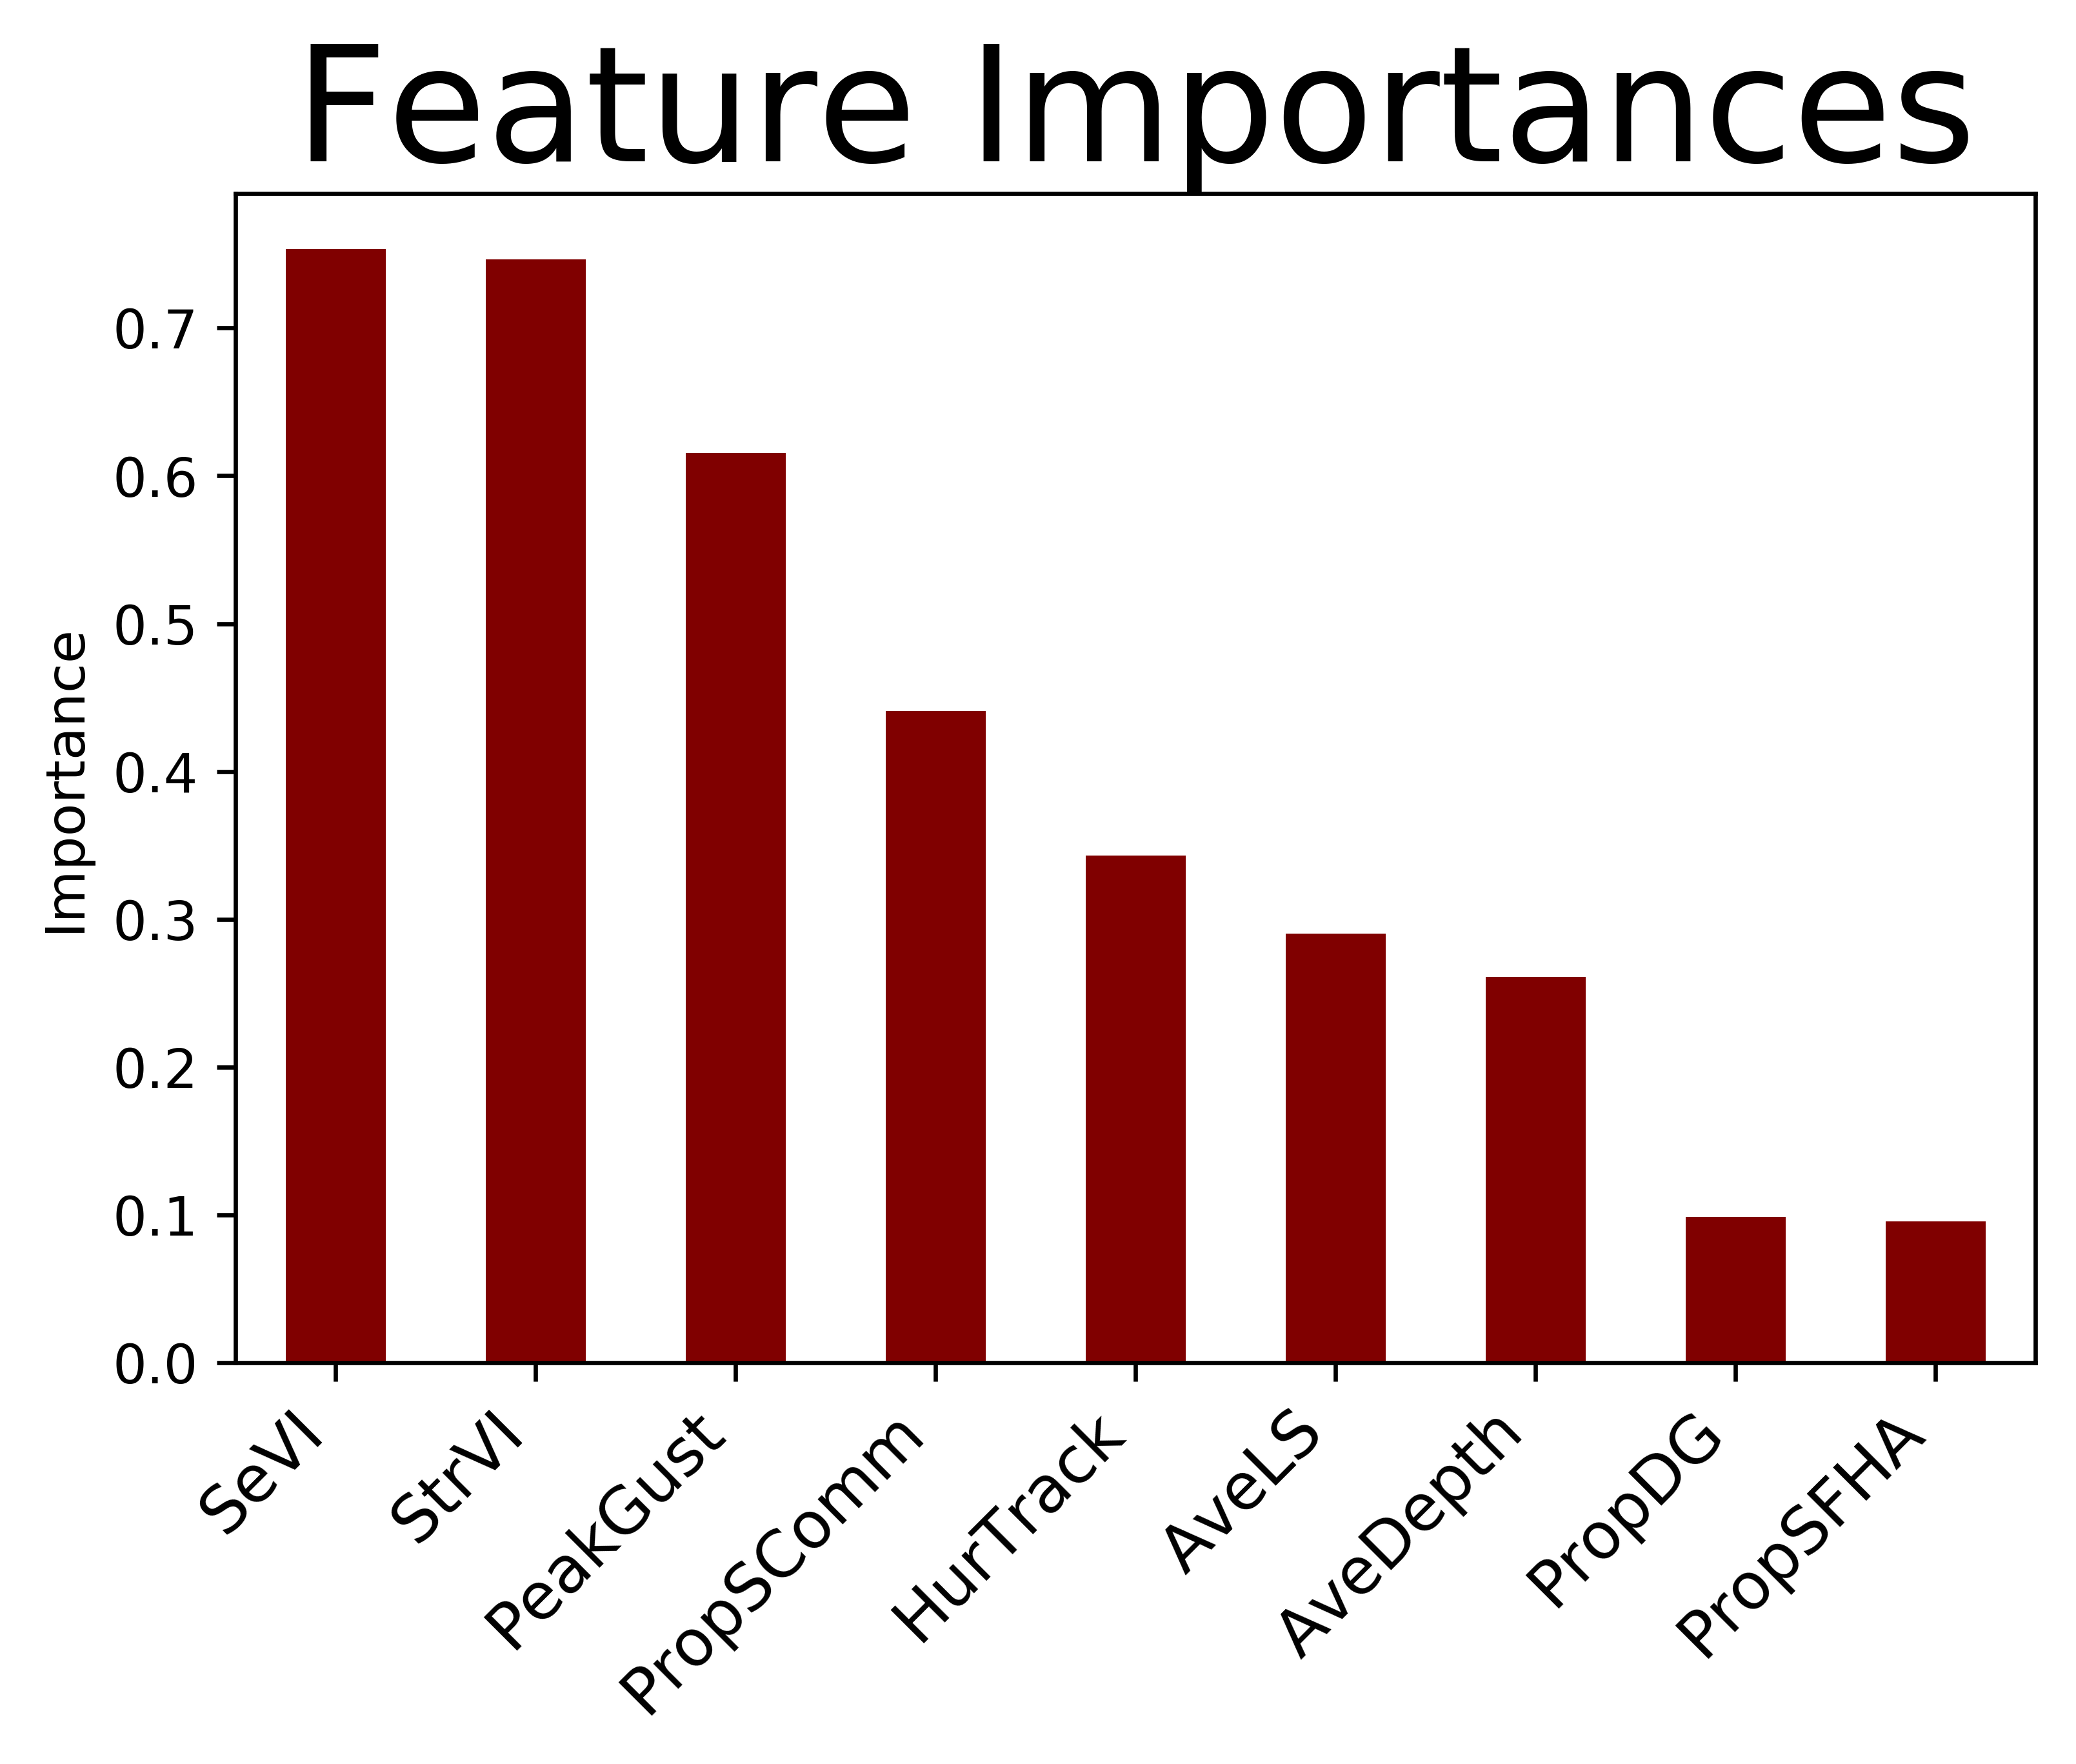 Feature Importances
Importance
0.7
0.6
0.5
0.4
0.3
0.2
0.1
0.0
SeVI
StrVI
PeakGust
PropSComm
HurTrack
AveLS
AveDepth
PropDG
PropSFHA